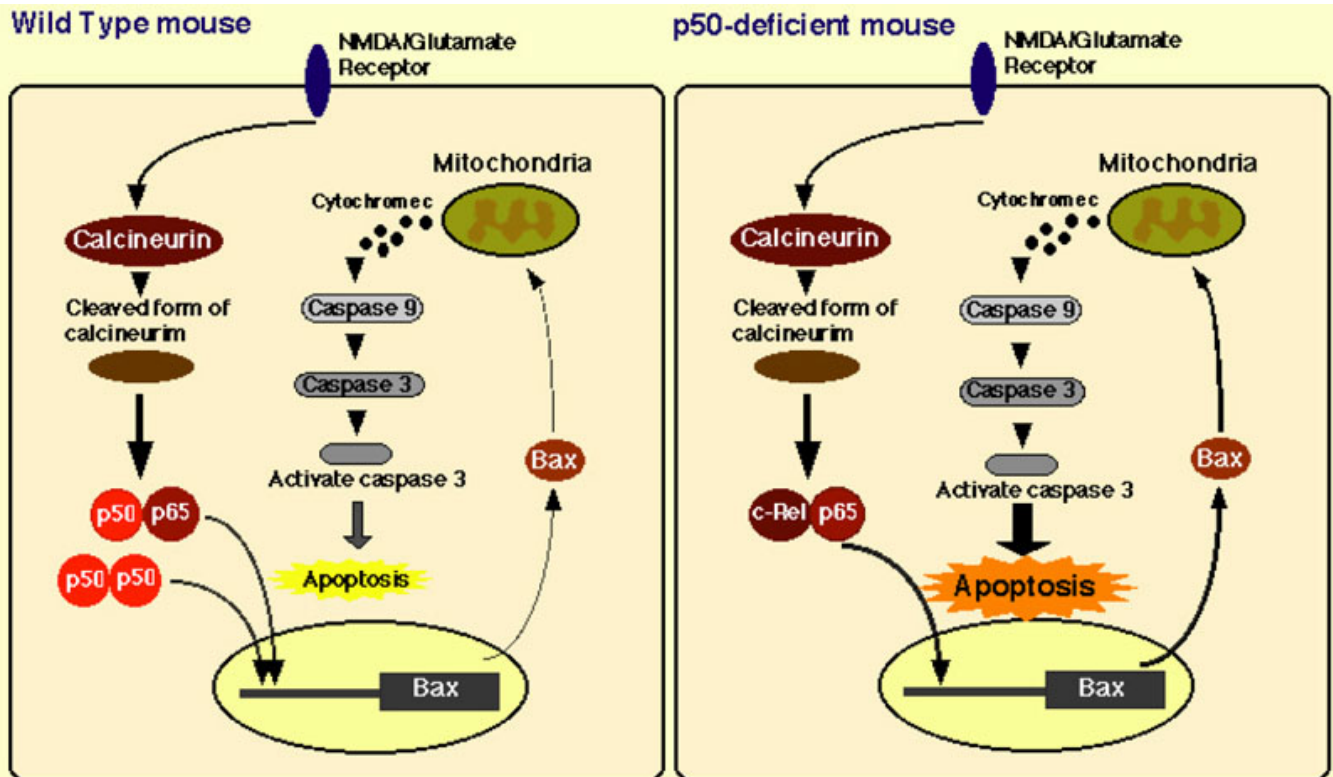 Wild Type mouse
NMDA/Glutamate
Receptor
Mitochondria
Cytochromec
Calcineurin
Cleaved form of
calcineurim
Caspase 9
Caspase 3
Activate caspase 3
Bax
p50 p65
p50 p50
Apoptosis
Bax
p50-deficient mouse
NMDA/Glutamate
Receptor
Mitochondria
Cytochromec
Calcineurin
Cleaved form of
calcineurim
Caspase 9
Caspase 3
Activate caspase 3
Bax
c-Rel p65
Apoptosis
Bax